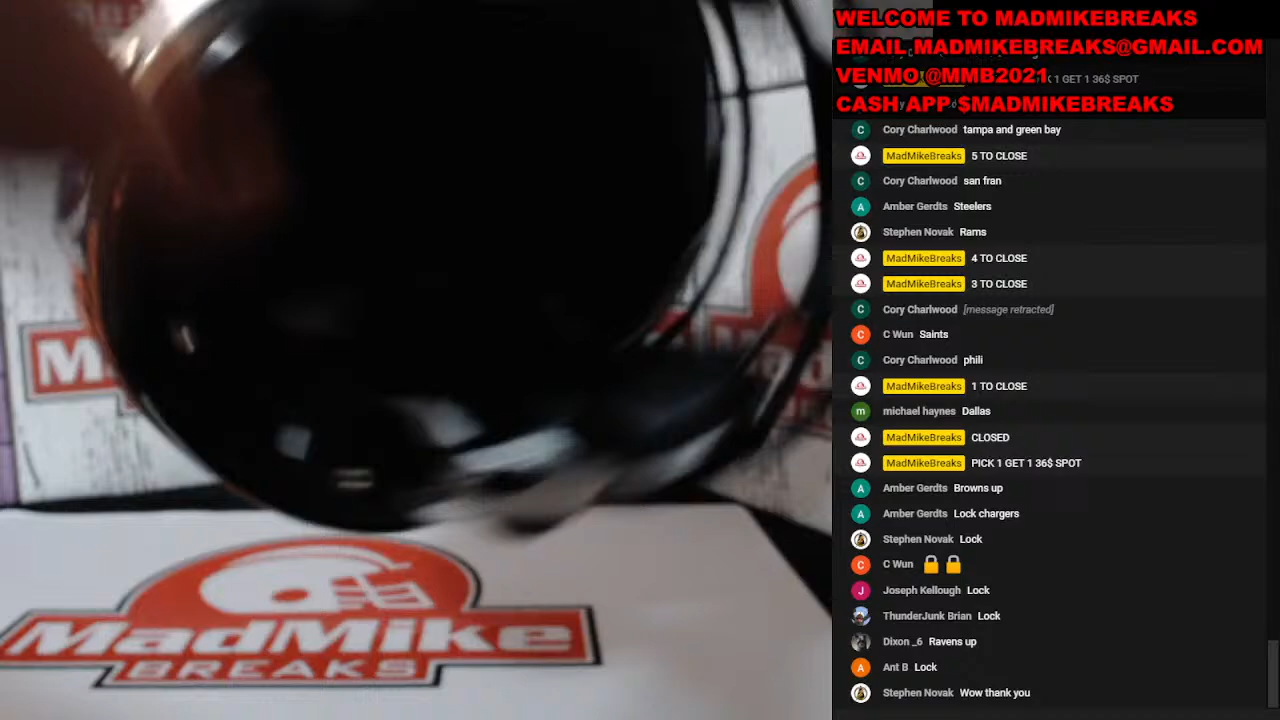 WELCOME TO MADMIKEBREAKS
EMAIL MADMIKEBREAKS@GMAIL.COM
VENMO @MMB2021
1 GET 1 36$ SPOT
CASH APP $MADMIKEBREAKS
Cory Charlwood tampa and green bay
MadMikeBreaks 5 TO CLOSE
Cory Charlwood san fran
Amber Gerdts Steelers
Stephen Novak Rams
MadMikeBreaks 4 TO CLOSE
MadMikeBreaks 3 TO CLOSE
Cory Charlwood [message retracted]
C Wun Saints
Cory Charlwood phili
MadMikeBreaks 1 TO CLOSE
michael haynes Dallas
MadMikeBreaks CLOSED
MadMikeBreaks PICK 1 GET 1 36$ SPOT
Amber Gerdts Browns up
Amber Gerdts Lock chargers
Stephen Novak Lock
C Wun 🔒 🔒
Joseph Kellough Lock
ThunderJunk Brian Lock
Dixon _6 Ravens up
Ant B Lock
Stephen Novak Wow thank you
MadMike
BREAKS